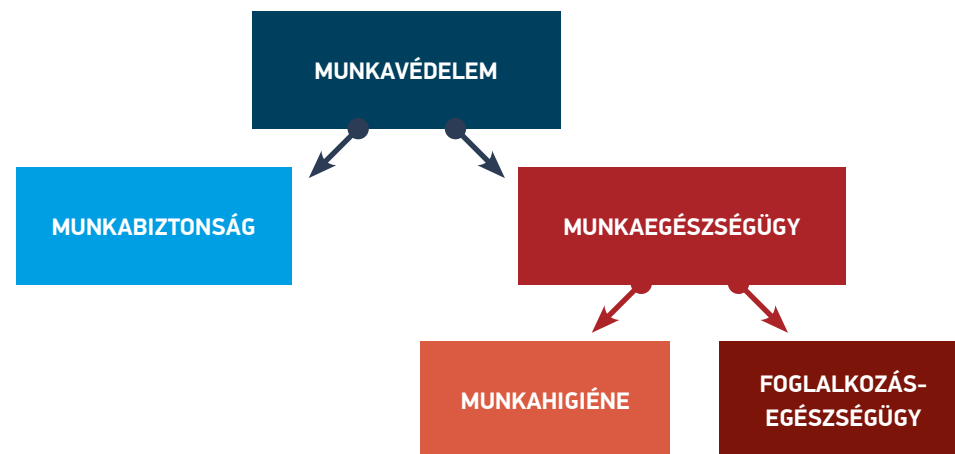 MUNKAVÉDELEM
MUNKABIZTONSÁG
MUNKAEGÉSZSÉGÜGY
MUNKAHIGIÉNE
FOGLALKOZÁS-
EGÉSZSÉGÜGY